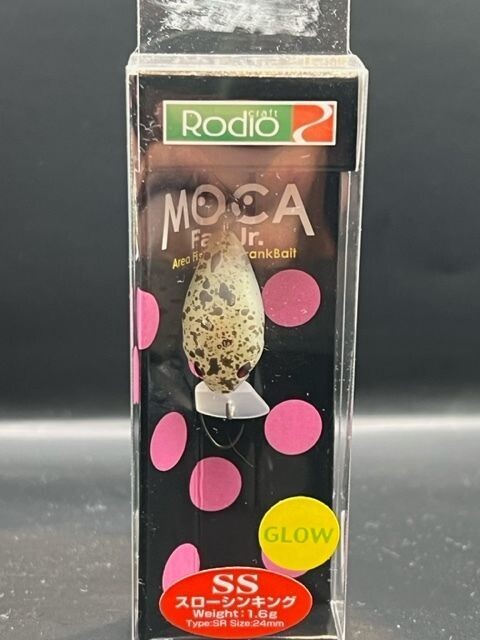 Rodio craft
MOCA
Jr.
Area
CrankBait
GLOW
SS
スローシンキング
Weight:1.6g
Type:SR Size:24mm